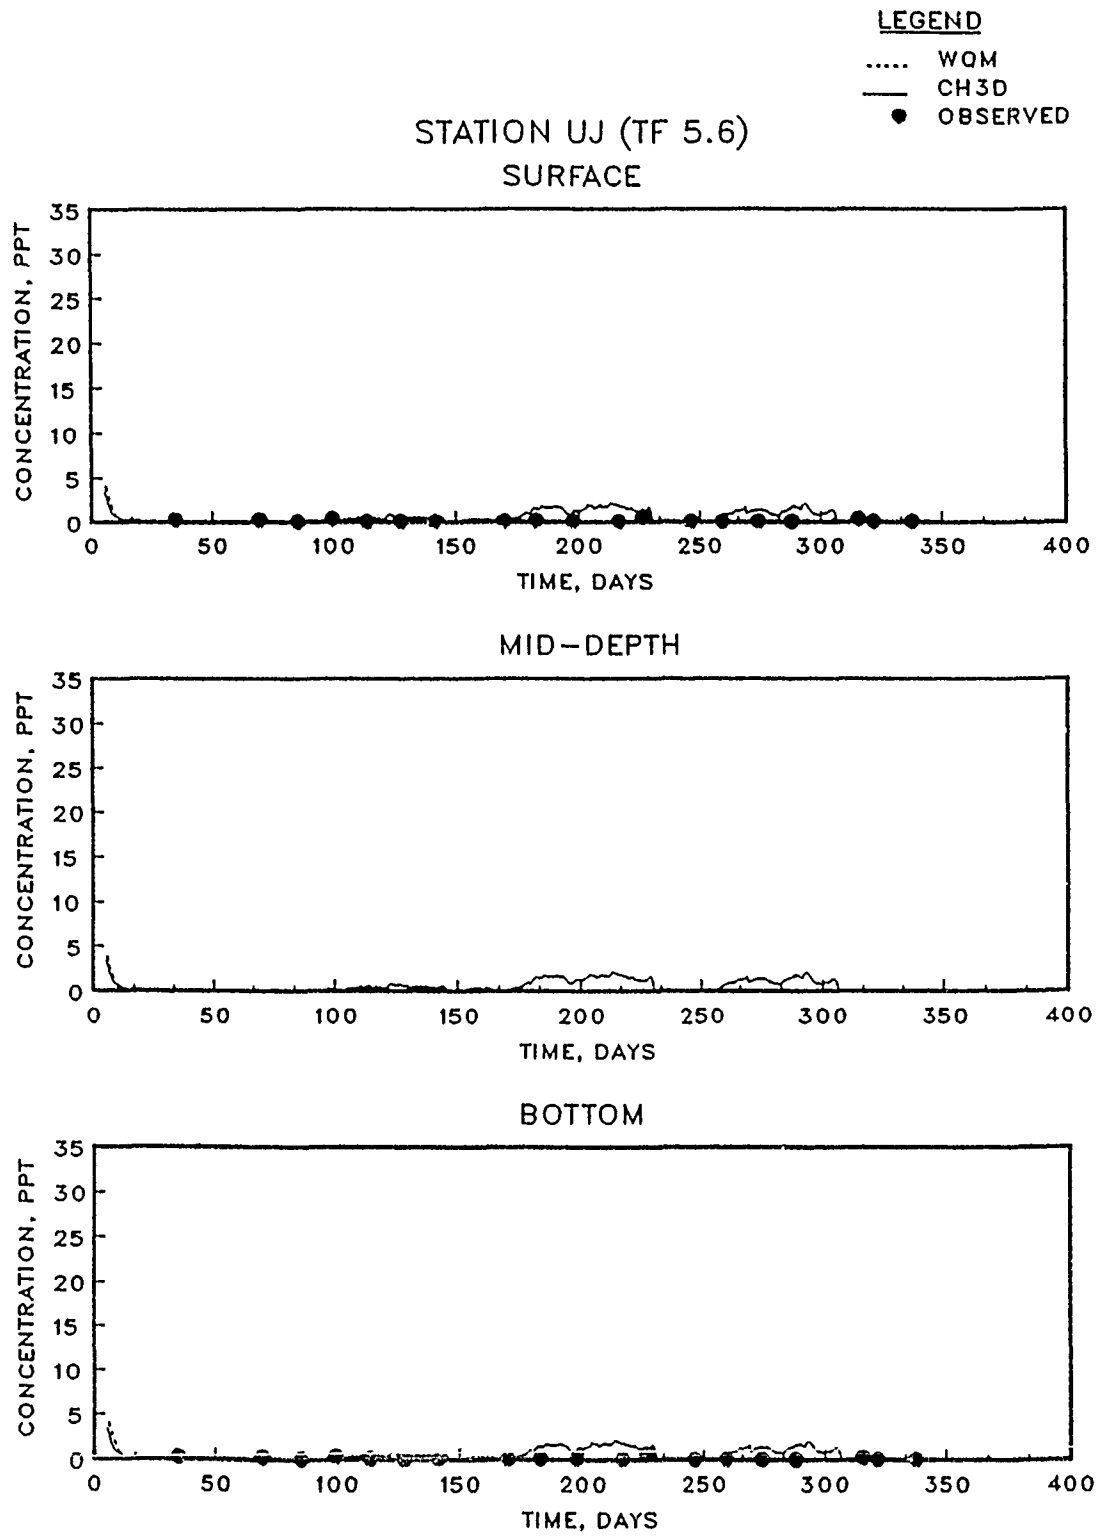 LEGEND
WQM
CH3D
OBSERVED
STATION UJ (TF 5.6)
SURFACE
CONCENTRATION, PPT
35
30
25
20
15
10
5
0
0 50 100 150 200 250 300 350 400
TIME, DAYS
MID-DEPTH
CONCENTRATION, PPT
35
30
25
20
15
10
5
0
0 50 100 150 200 250 300 350 400
TIME, DAYS
BOTTOM
CONCENTRATION, PPT
35
30
25
20
15
10
5
0
0 50 100 150 200 250 300 350 400
TIME, DAYS